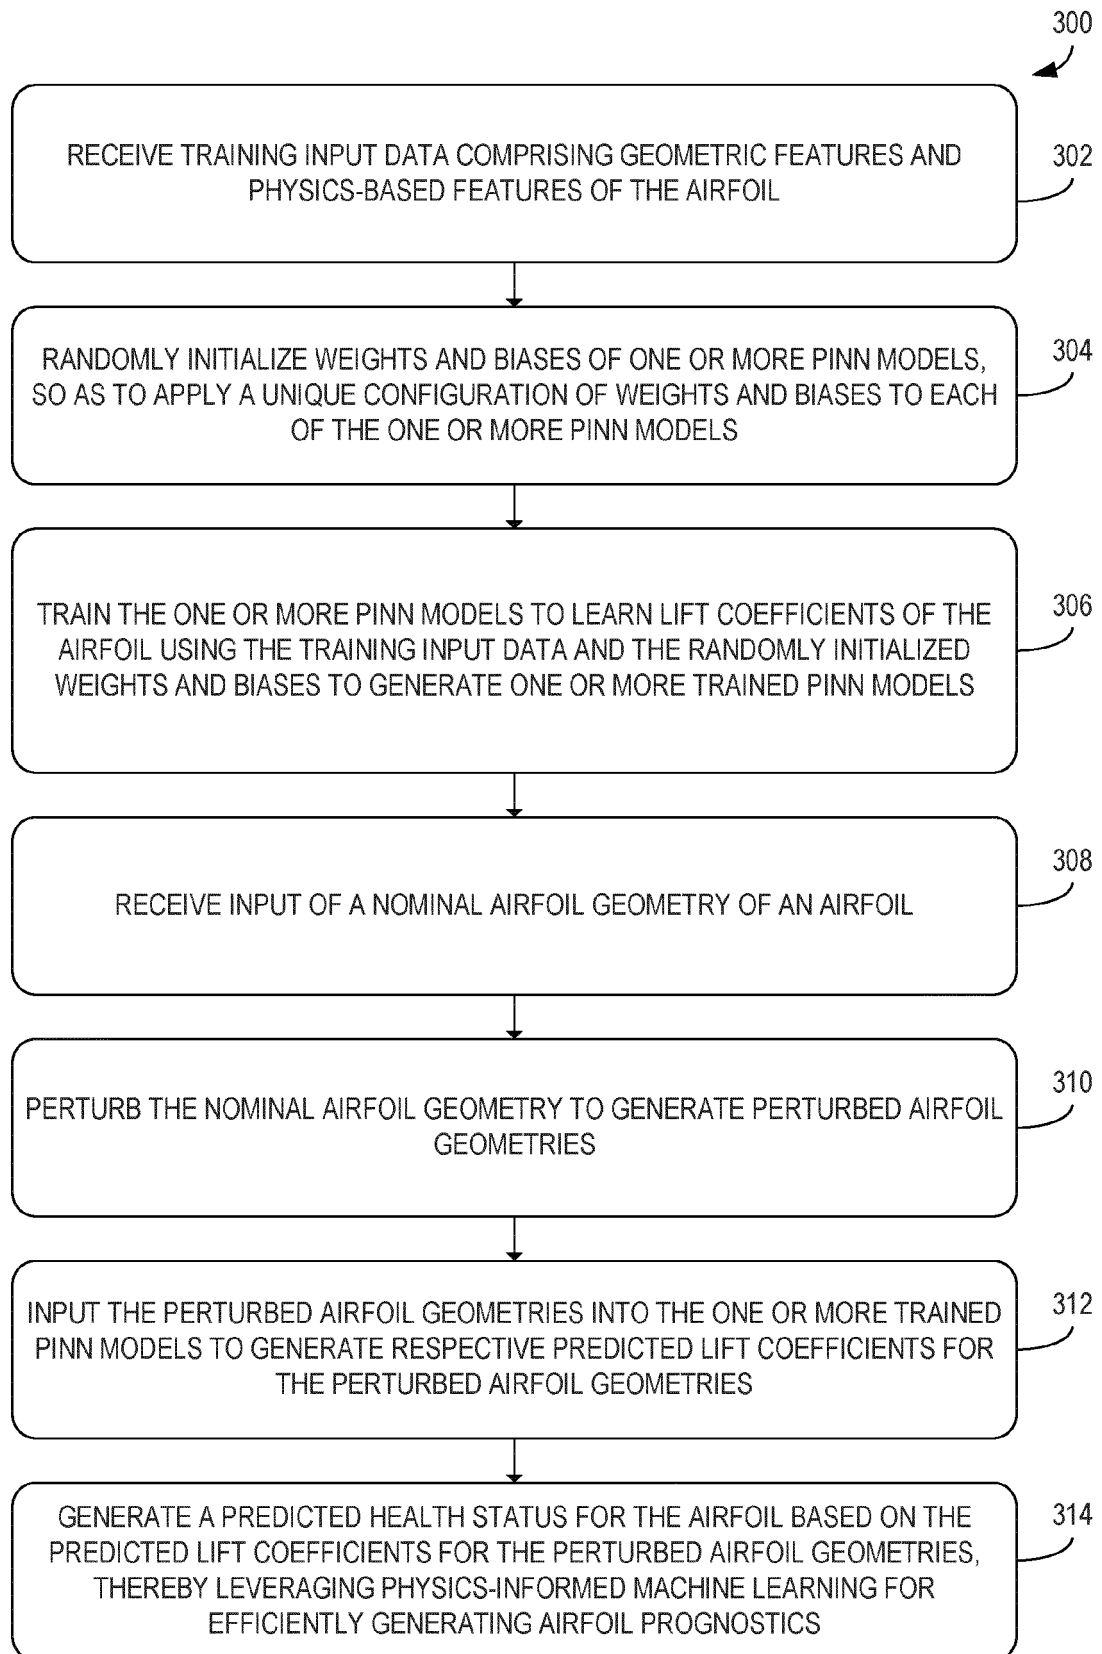 300
RECEIVE TRAINING INPUT DATA COMPRISING GEOMETRIC FEATURES AND
PHYSICS-BASED FEATURES OF THE AIRFOIL
302
RANDOMLY INITIALIZE WEIGHTS AND BIASES OF ONE OR MORE PINN MODELS,
SO AS TO APPLY A UNIQUE CONFIGURATION OF WEIGHTS AND BIASES TO EACH
OF THE ONE OR MORE PINN MODELS
304
TRAIN THE ONE OR MORE PINN MODELS TO LEARN LIFT COEFFICIENTS OF THE
AIRFOIL USING THE TRAINING INPUT DATA AND THE RANDOMLY INITIALIZED
WEIGHTS AND BIASES TO GENERATE ONE OR MORE TRAINED PINN MODELS
306
RECEIVE INPUT OF A NOMINAL AIRFOIL GEOMETRY OF AN AIRFOIL
308
PERTURB THE NOMINAL AIRFOIL GEOMETRY TO GENERATE PERTURBED AIRFOIL
GEOMETRIES
310
INPUT THE PERTURBED AIRFOIL GEOMETRIES INTO THE ONE OR MORE TRAINED
PINN MODELS TO GENERATE RESPECTIVE PREDICTED LIFT COEFFICIENTS FOR
THE PERTURBED AIRFOIL GEOMETRIES
312
GENERATE A PREDICTED HEALTH STATUS FOR THE AIRFOIL BASED ON THE
PREDICTED LIFT COEFFICIENTS FOR THE PERTURBED AIRFOIL GEOMETRIES,
THEREBY LEVERAGING PHYSICS-INFORMED MACHINE LEARNING FOR
EFFICIENTLY GENERATING AIRFOIL PROGNOSTICS
314